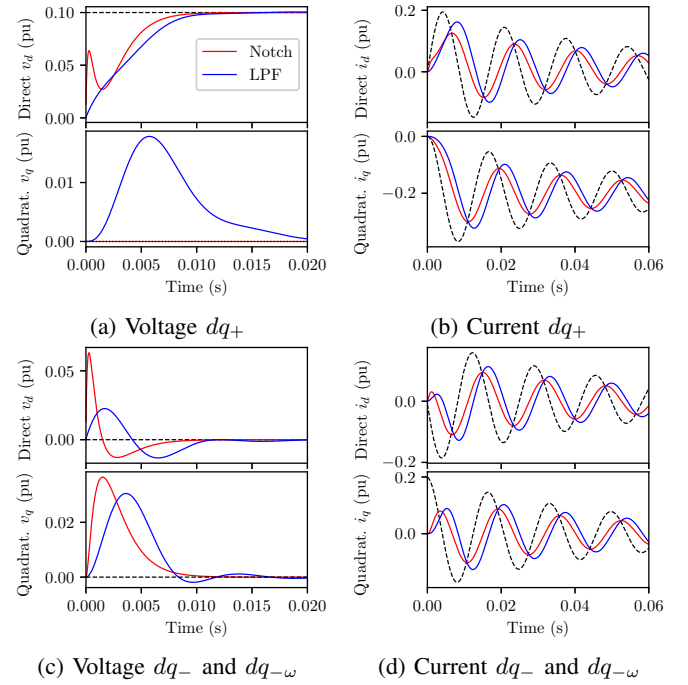 0.10
0.05
0.00
Direct v_d (pu)
Notch
LPF
0.01
0.00
Quadrat. v_q (pu)
0.000 0.005 0.010 0.015 0.020
Time (s)
(a) Voltage dq_+
0.2
0.0
Direct i_d (pu)
0.0
−0.2
Quadrat. i_q (pu)
0.00 0.02 0.04 0.06
Time (s)
(b) Current dq_+
0.05
0.00
Direct v_d (pu)
0.02
0.00
Quadrat. v_q (pu)
0.000 0.005 0.010 0.015 0.020
Time (s)
(c) Voltage dq_− and dq_−ω
0.0
−0.2
Direct i_d (pu)
0.2
0.0
Quadrat. i_q (pu)
0.00 0.02 0.04 0.06
Time (s)
(d) Current dq_− and dq_−ω